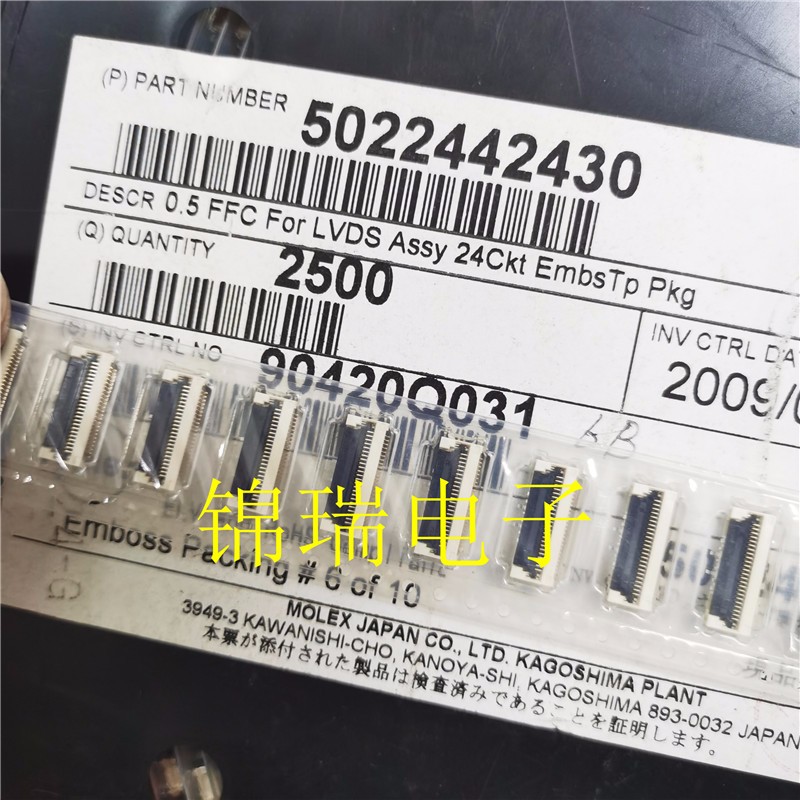 (P) PART NUMBER 5022442430
DESCR 0.5 FFC For LVDS Assy 24Ckt EmbsTp Pkg
(Q) QUANTITY 2500
INV CTRL NO 90420Q031
INV CTRL DA
2009/0
锦瑞电子
Emboss Packing # 6 of 10
MOLEX JAPAN CO., LTD. KAGOSHIMA PLANT
3949-3 KAWANISHI-CHO, KANOYA-SHI, KAGOSHIMA 893-0032 JAPAN
本票が添付された製品は検査済みであることを証明します。
現品